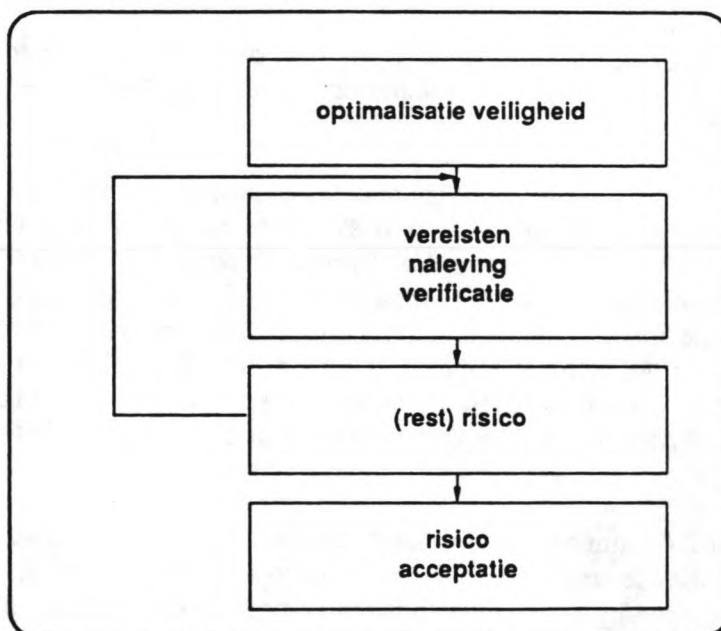 optimalisatie veiligheid
vereisten
naleving
verificatie
(rest) risico
risico
acceptatie